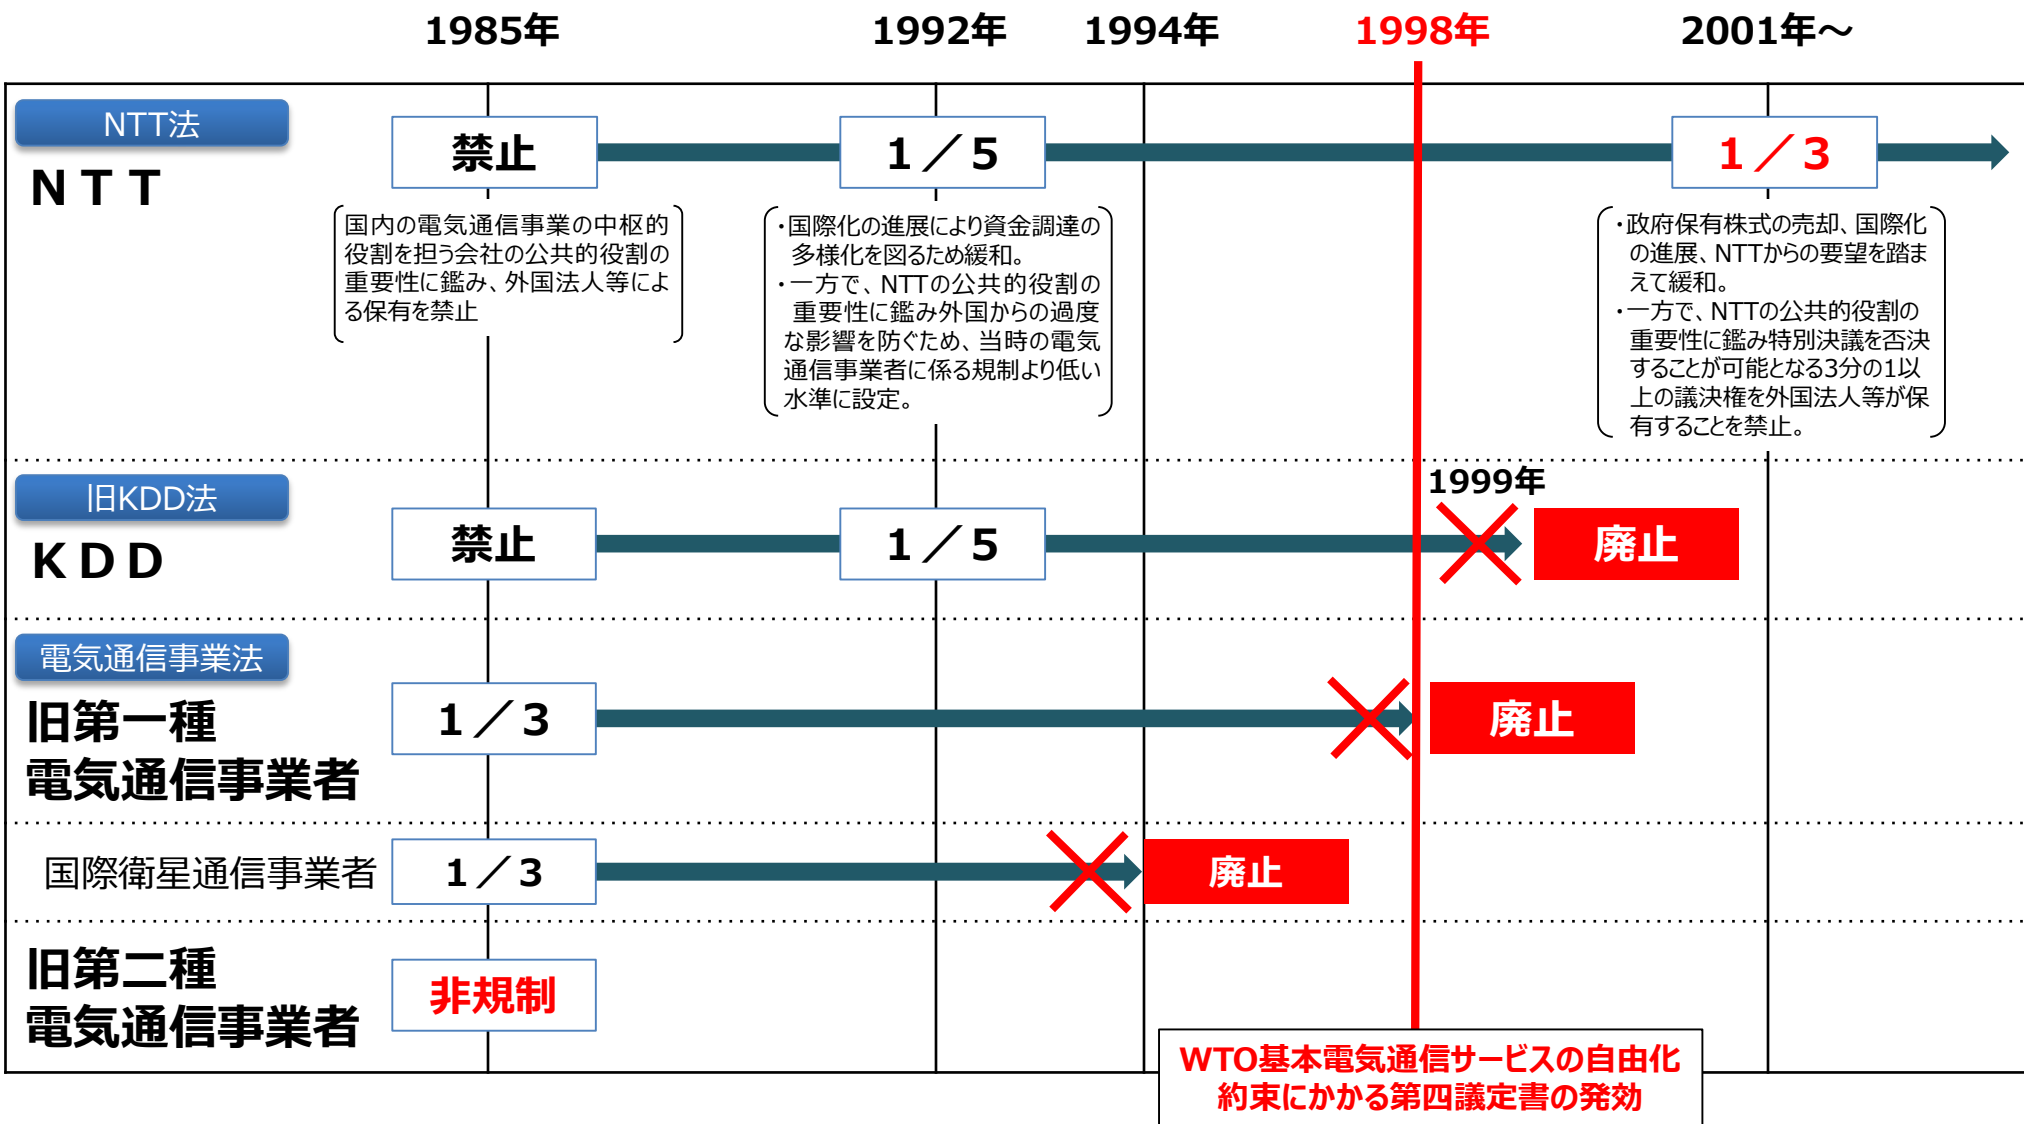 1985年
1992年
1994年
1998年
2001年～
NTT法
ＮＴＴ
禁止
国内の電気通信事業の中枢的
役割を担う会社の公共的役割の
重要性に鑑み、外国法人等によ
る保有を禁止
１／５
・国際化の進展により資金調達の
多様化を図るため緩和。
・一方で、NTTの公共的役割の
重要性に鑑み外国からの過度
な影響を防ぐため、当時の電気
通信事業者に係る規制より低い
水準に設定。
１／３
・政府保有株式の売却、国際化
の進展、NTTからの要望を踏ま
えて緩和。
・一方で、NTTの公共的役割の
重要性に鑑み特別決議を否決
することが可能となる3分の1以
上の議決権を外国法人等が保
有することを禁止。
旧KDD法
ＫＤＤ
禁止
１／５
1999年
廃止
電気通信事業法
旧第一種
電気通信事業者
１／３
廃止
国際衛星通信事業者
１／３
廃止
旧第二種
電気通信事業者
非規制
WTO基本電気通信サービスの自由化
約束にかかる第四議定書の発効